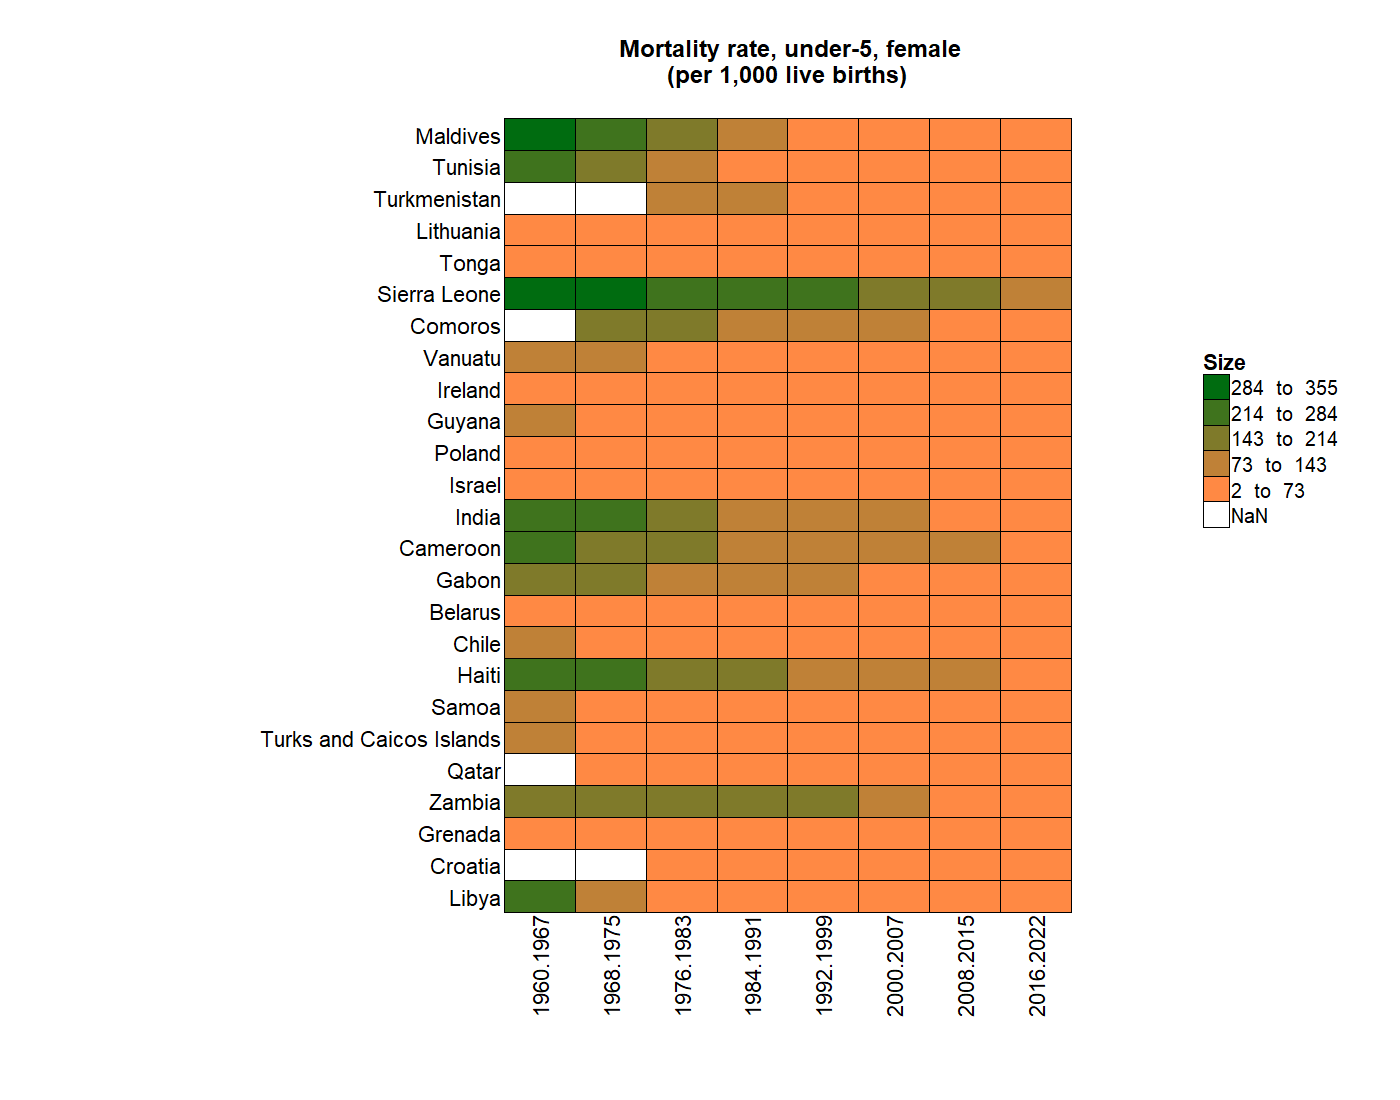 Mortality rate, under-5, female
(per 1,000 live births)
Maldives
Tunisia
Turkmenistan
Lithuania
Tonga
Sierra Leone
Comoros
Vanuatu
Ireland
Guyana
Poland
Israel
India
Cameroon
Gabon
Belarus
Chile
Haiti
Samoa
Turks and Caicos Islands
Qatar
Zambia
Grenada
Croatia
Libya
1960.1967
1968.1975
1976.1983
1984.1991
1992.1999
2000.2007
2008.2015
2016.2022
Size
284 to 355
214 to 284
143 to 214
73 to 143
2 to 73
NaN